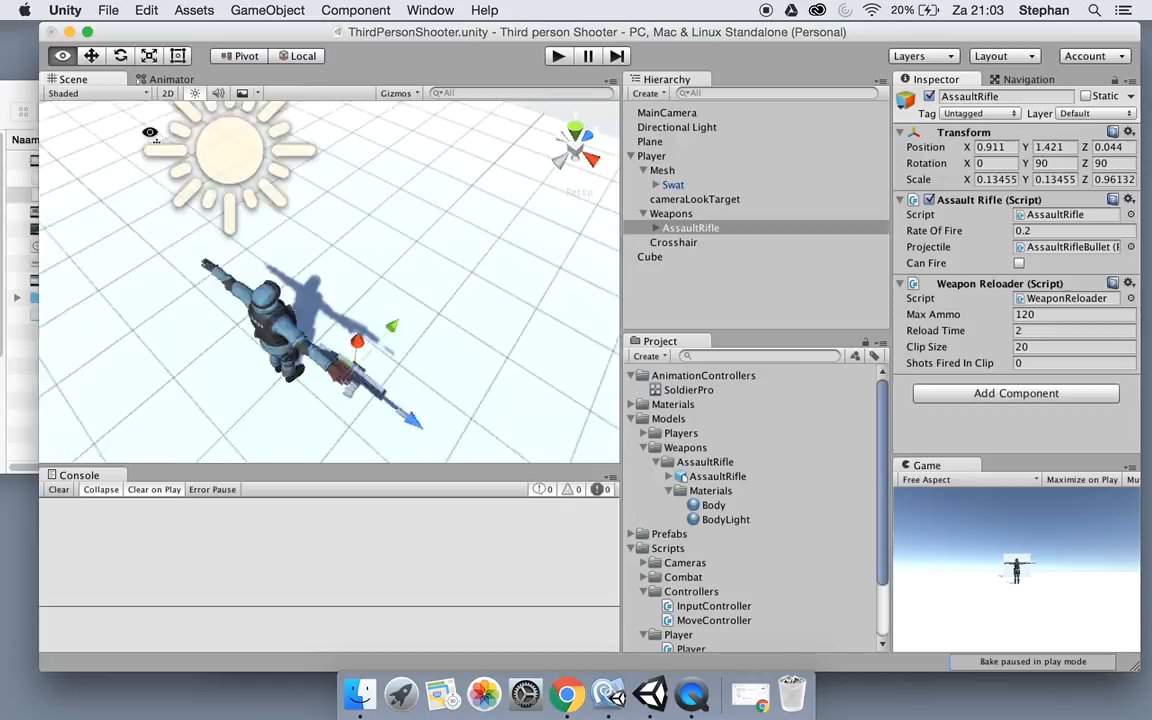 Unity File Edit Assets GameObject Component Window Help 20% Za 21:03 Stephan
ThirdPersonShooter.unity - Third person Shooter - PC, Mac & Linux Standalone (Personal)
Pivot Local Layers Layout Account
Scene Animator
Shaded 2D Gizmos All
Persp
Naam
Hierarchy
Create All
MainCamera
Directional Light
Plane
Player
Mesh
Swat
cameraLookTarget
Weapons
AssaultRifle
Crosshair
Cube
Project
Create
AnimationControllers
SoldierPro
Materials
Models
Players
Weapons
AssaultRifle
AssaultRifle
Materials
Body
BodyLight
Prefabs
Scripts
Cameras
Combat
Controllers
InputController
MoveController
Player
Player
Inspector Navigation
AssaultRifle Static
Tag Untagged Layer Default
Transform
Position X 0.911 Y 1.421 Z 0.044
Rotation X 0 Y 90 Z 90
Scale X 0.13455 Y 0.13455 Z 0.96132
Assault Rifle (Script)
Script AssaultRifle
Rate Of Fire 0.2
Projectile AssaultRifleBullet (
Can Fire
Weapon Reloader (Script)
Script WeaponReloader
Max Ammo 120
Reload Time 2
Clip Size 20
Shots Fired In Clip 0
Add Component
Game
Free Aspect Maximize on Play Mu
Console
Clear Collapse Clear on Play Error Pause 0 0 0
Bake paused in play mode